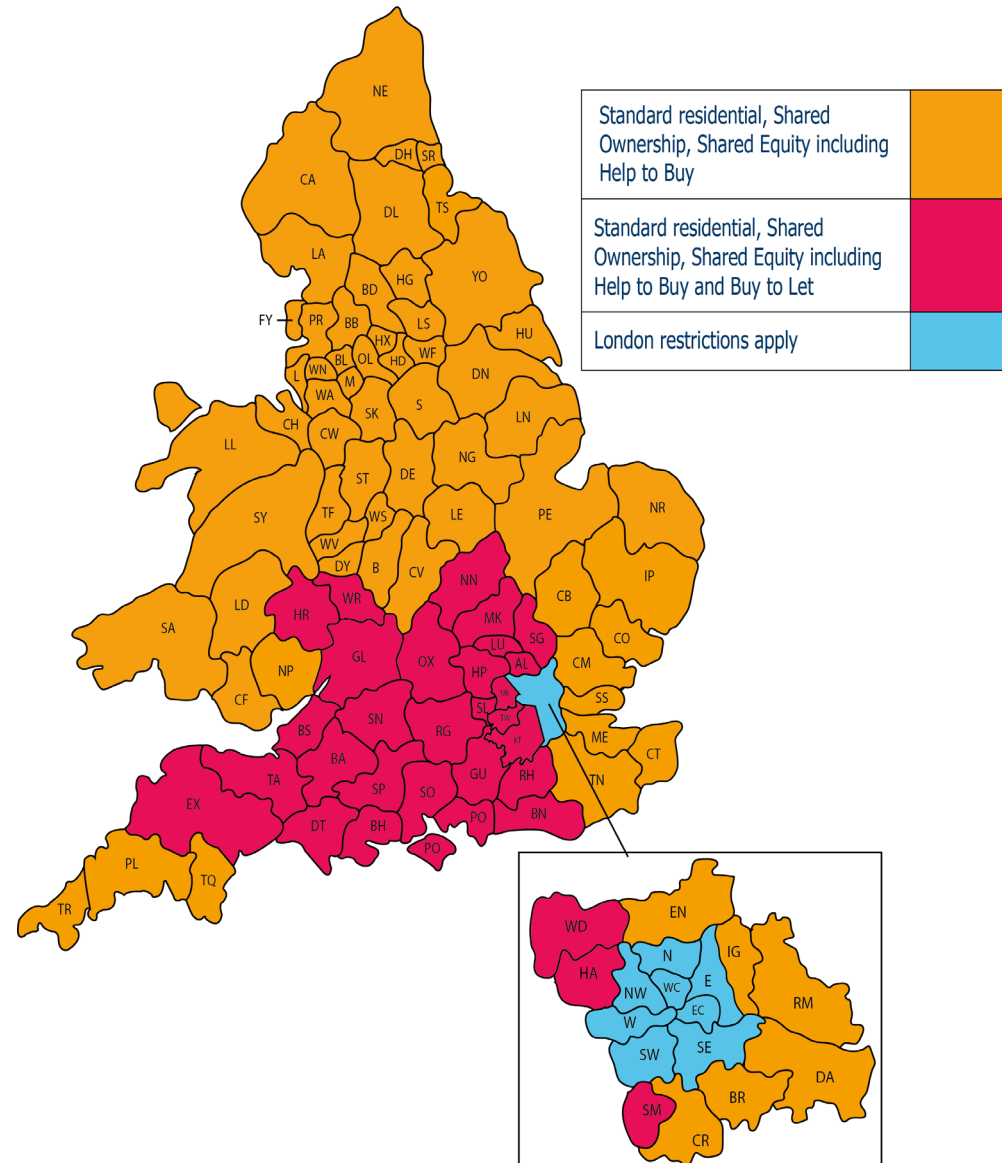 NE
Standard residential, Shared
Ownership, Shared Equity including
Help to Buy
DH
SR
CA
TS
DL
Standard residential, Shared
Ownership, Shared Equity including
Help to Buy and Buy to Let
LA
HG
YO
BD
FY
PR
BB
LS
HU
London restrictions apply
HX
BL
OL
HD
WF
L
WN
M
DN
WA
SK
S
LN
CH
CW
LL
ST
DE
NG
TF
WS
LE
PE
NR
SY
WV
DY
B
CV
NN
IP
CB
HR
WR
LD
MK
SG
CO
SA
LU
GL
OX
AL
CM
NP
HP
UB
CF
SL
SS
SN
TW
BS
RG
KT
ME
BA
CT
TA
GU
RH
TN
SP
SO
EX
DT
BH
PO
BN
PO
PL
TQ
TR
EN
WD
IG
N
HA
WC
E
NW
RM
EC
W
SE
SW
DA
BR
SM
CR